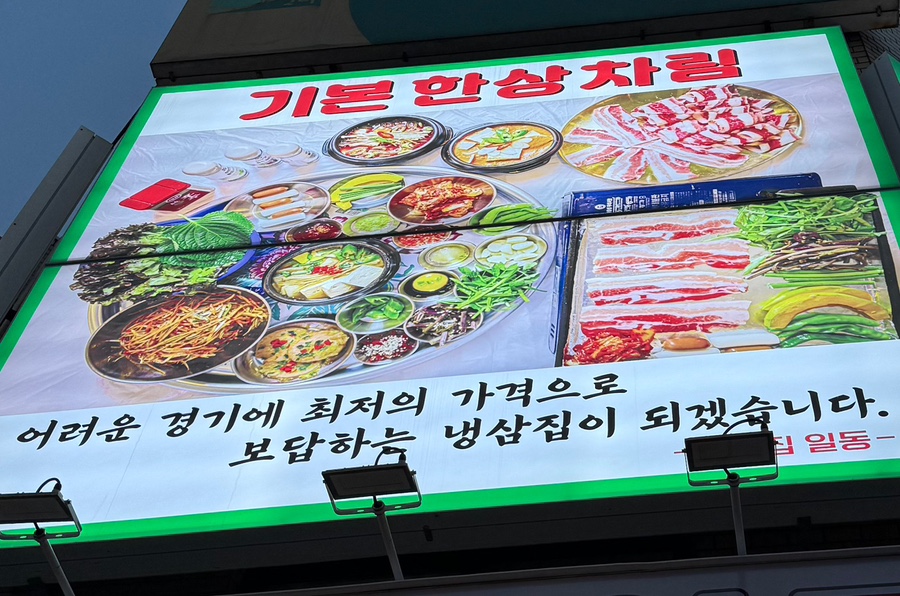 기본 한상차림
어려운 경기에 최저의 가격으로
보답하는 냉삼집이 되겠습니다.
집 일동-